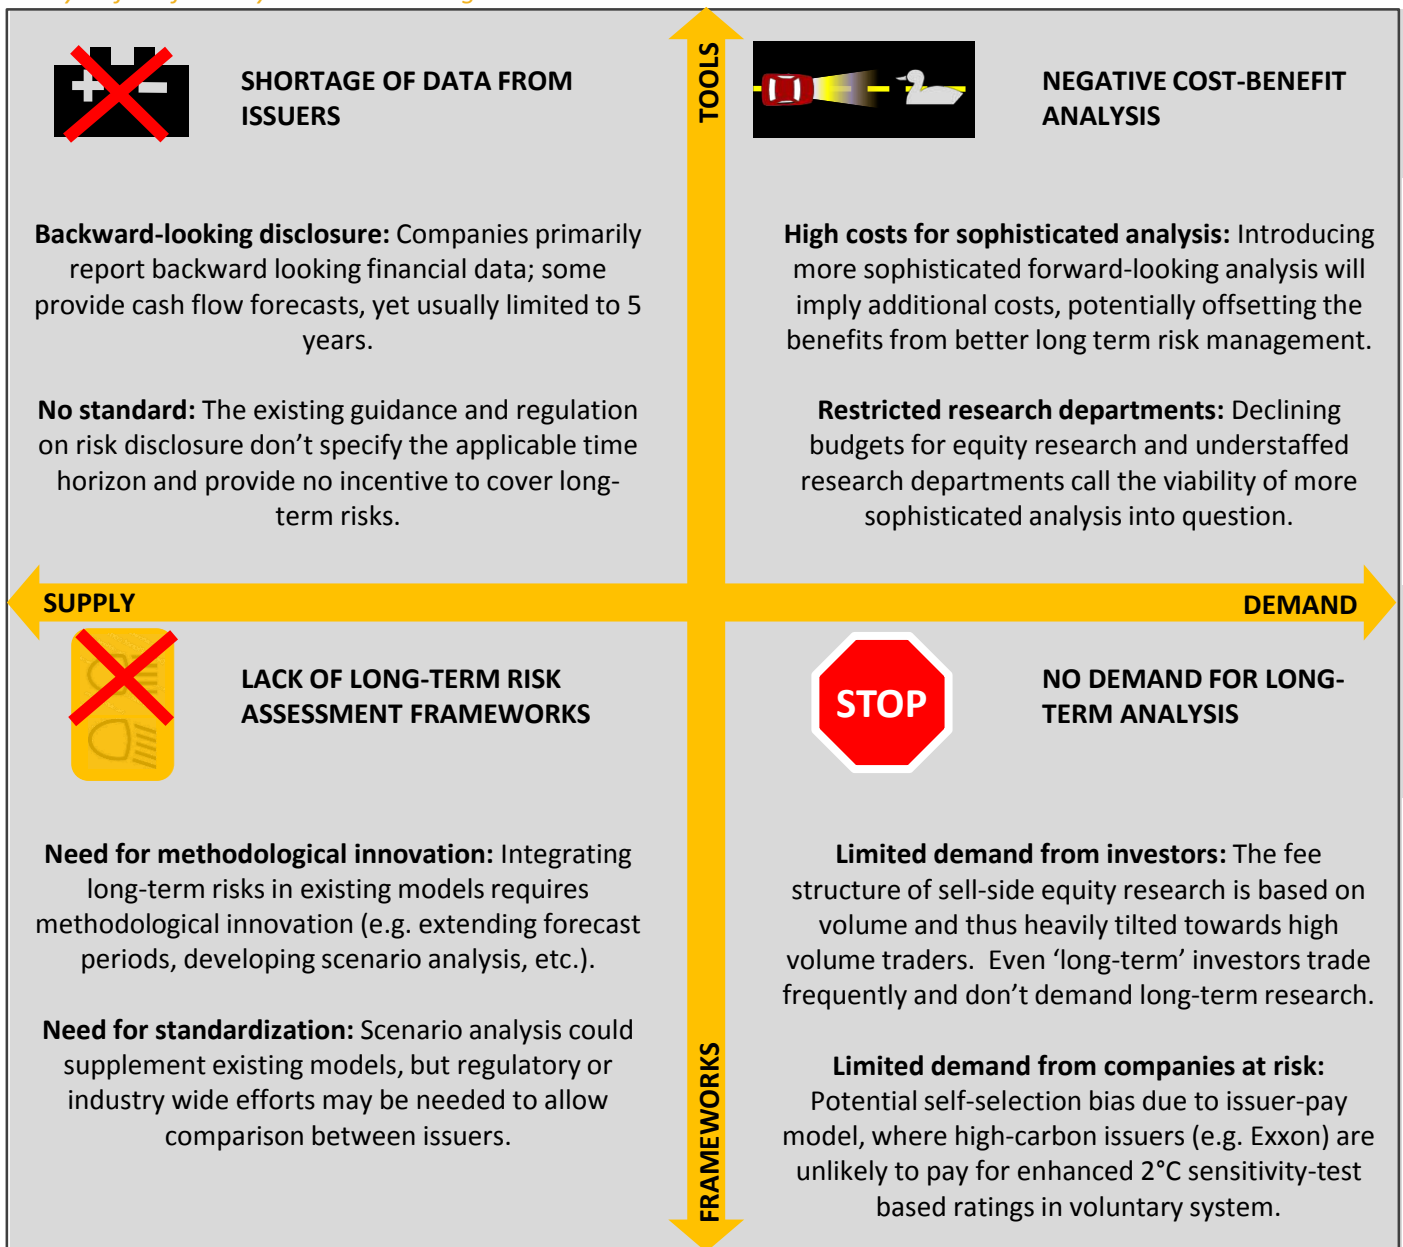 TOOLS
SHORTAGE OF DATA FROM
ISSUERS
Backward-looking disclosure: Companies primarily
report backward looking financial data; some
provide cash flow forecasts, yet usually limited to 5
years.
No standard: The existing guidance and regulation
on risk disclosure don’t specify the applicable time
horizon and provide no incentive to cover long-
term risks.
NEGATIVE COST-BENEFIT
ANALYSIS
High costs for sophisticated analysis: Introducing
more sophisticated forward-looking analysis will
imply additional costs, potentially offsetting the
benefits from better long term risk management.
Restricted research departments: Declining
budgets for equity research and understaffed
research departments call the viability of more
sophisticated analysis into question.
SUPPLY
DEMAND
LACK OF LONG-TERM RISK
ASSESSMENT FRAMEWORKS
Need for methodological innovation: Integrating
long-term risks in existing models requires
methodological innovation (e.g. extending forecast
periods, developing scenario analysis, etc.).
Need for standardization: Scenario analysis could
supplement existing models, but regulatory or
industry wide efforts may be needed to allow
comparison between issuers.
STOP
NO DEMAND FOR LONG-
TERM ANALYSIS
Limited demand from investors: The fee
structure of sell-side equity research is based on
volume and thus heavily tilted towards high
volume traders.  Even ‘long-term’ investors trade
frequently and don’t demand long-term research.
Limited demand from companies at risk:
Potential self-selection bias due to issuer-pay
model, where high-carbon issuers (e.g. Exxon) are
unlikely to pay for enhanced 2°C sensitivity-test
based ratings in voluntary system.
FRAMEWORKS